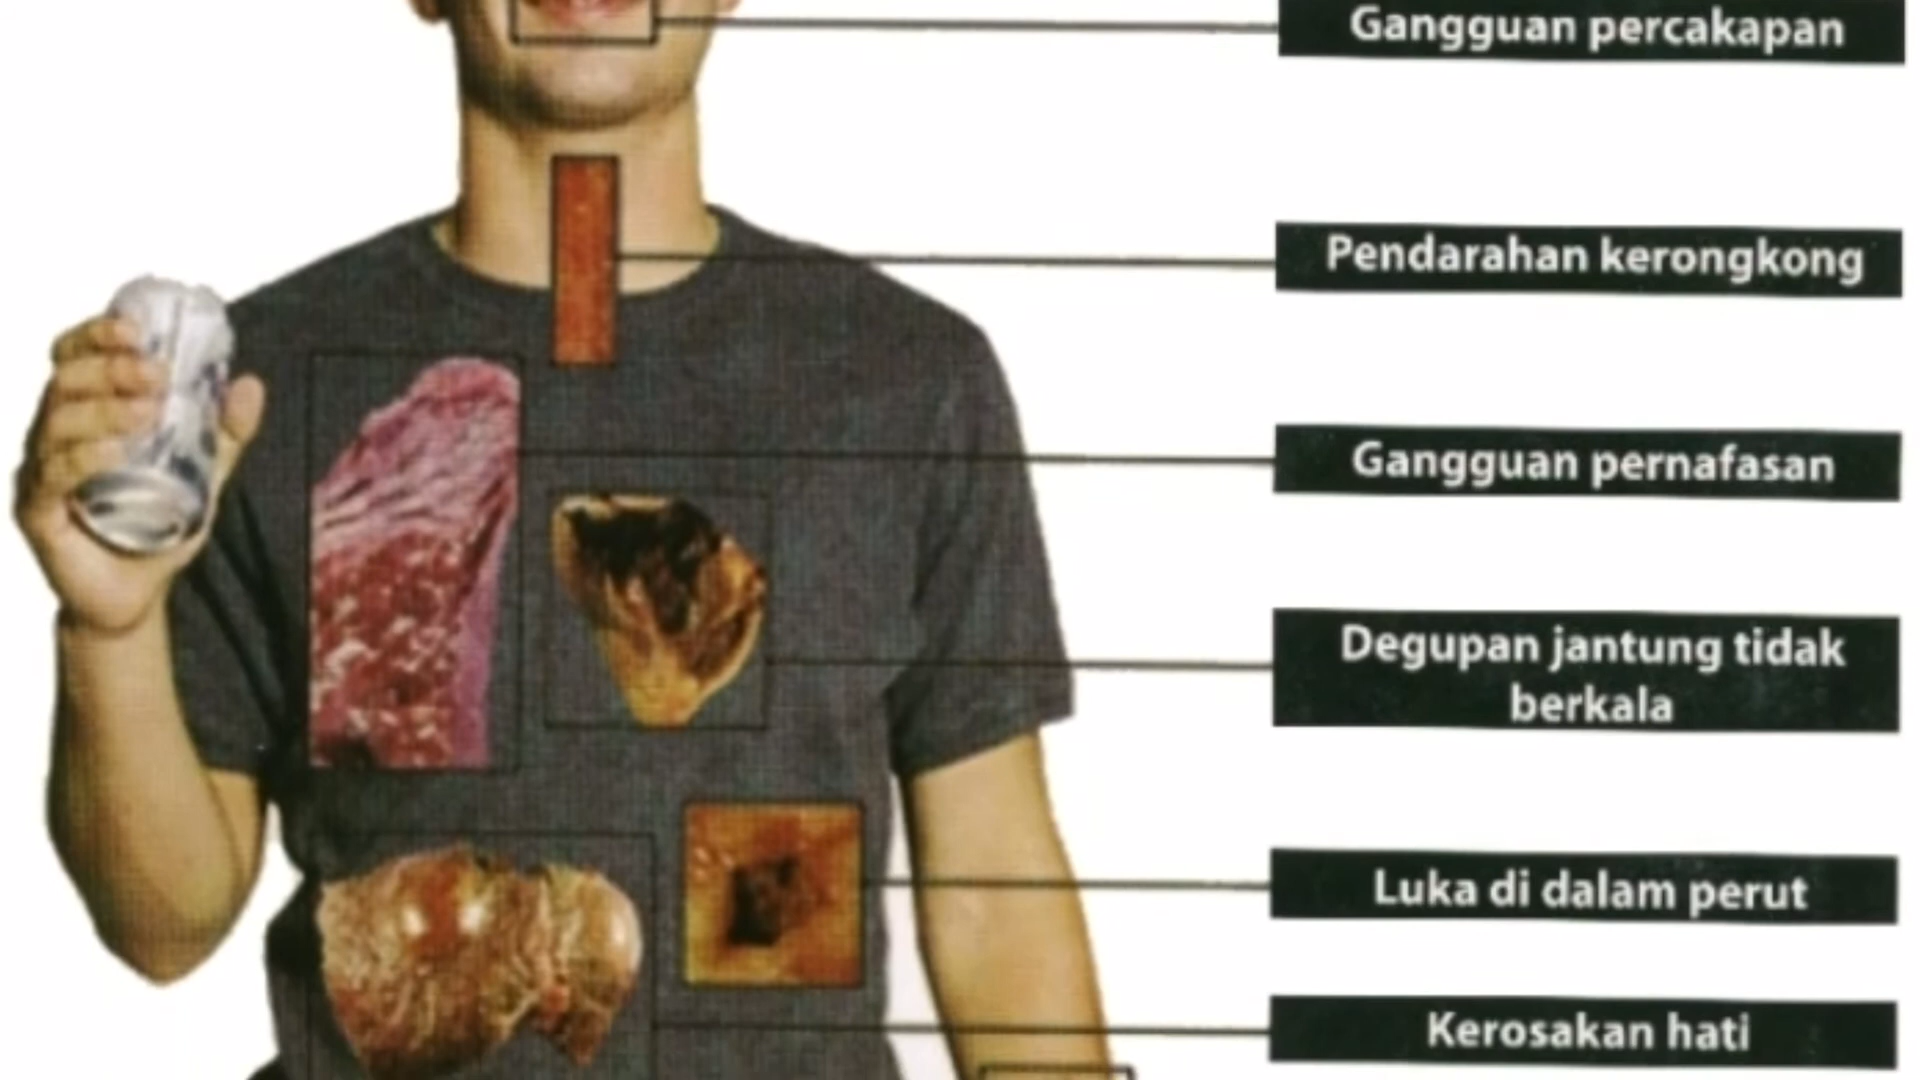 Gangguan percakapan
Pendarahan kerongkong
Gangguan pernafasan
Degupan jantung tidak
berkala
Luka di dalam perut
Kerosakan hati